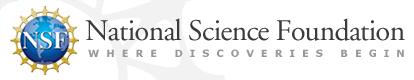 NSF
National Science Foundation
WHERE DISCOVERIES BEGIN